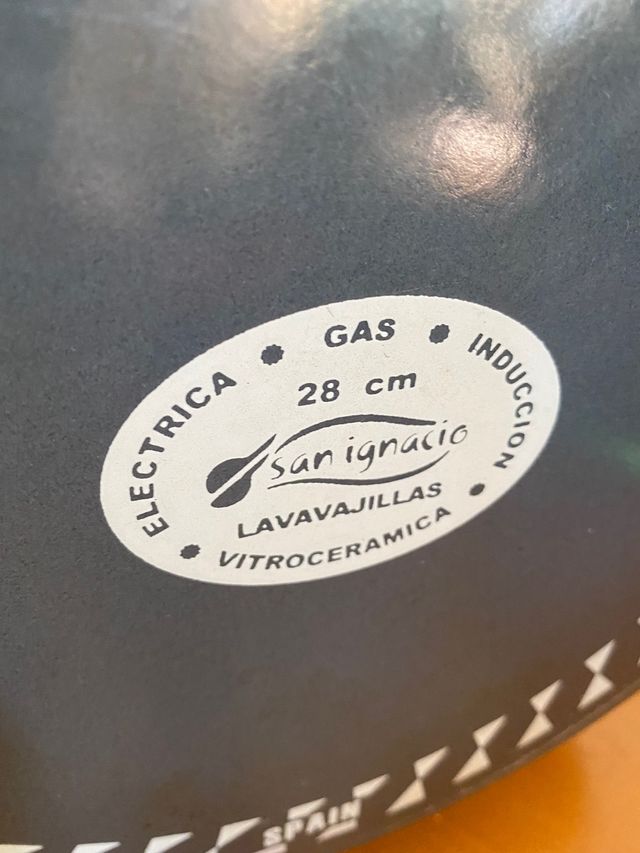 ELECTRICA
GAS
INDUCCION
28 cm
san ignacio
LAVAVAJILLAS
VITROCERAMICA
SPAIN